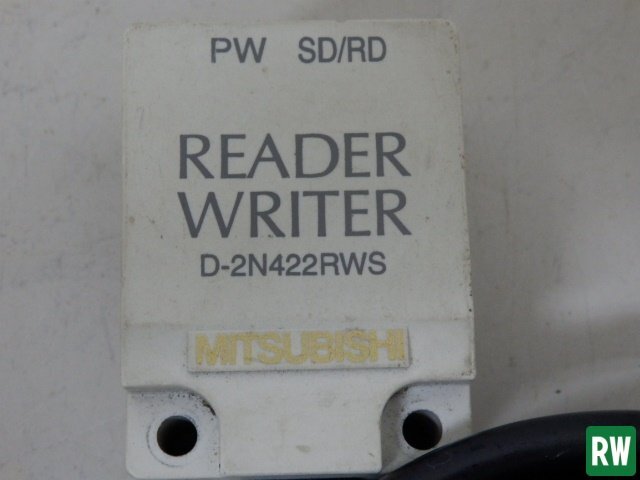 PW SD/RD
READER
WRITER
D-2N422RWS
MITSUBISHI
RW